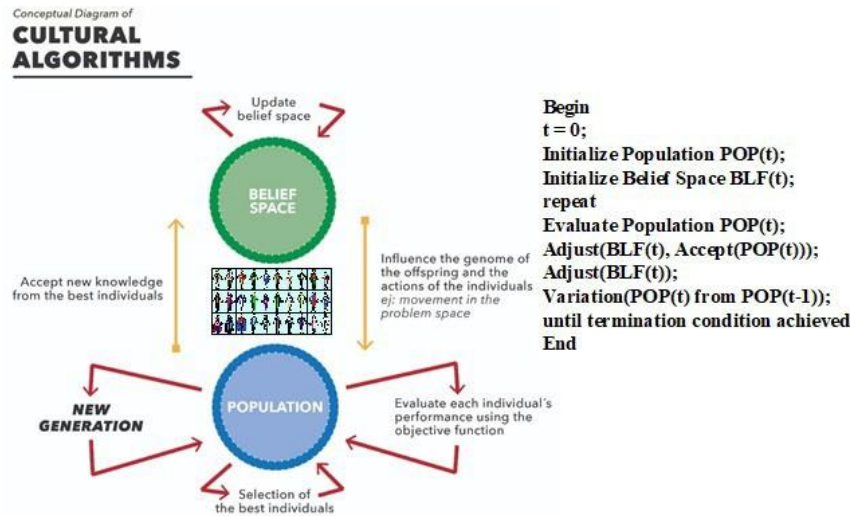 Conceptual Diagram of
CULTURAL
ALGORITHMS
Update
belief space
BELIEF
SPACE
Accept new knowledge
from the best individuals
Influence the genome of
the offspring and the
actions of the individuals
ej: movement in the
problem space
NEW
GENERATION
POPULATION
Evaluate each individual´s
performance using the
objective function
Selection of
the best individuals
Begin
t = 0;
Initialize Population POP(t);
Initialize Belief Space BLF(t);
repeat
Evaluate Population POP(t);
Adjust(BLF(t), Accept(POP(t)));
Adjust(BLF(t));
Variation(POP(t) from POP(t-1));
until termination condition achieved
End